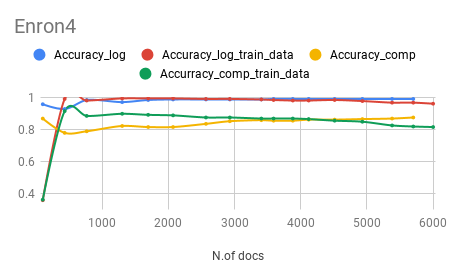 Enron4
Accuracy_log Accuracy_log_train_data Accuracy_comp
Accurracy_comp_train_data
1
0.8
0.6
0.4
1000 2000 3000 4000 5000 6000
N.of docs